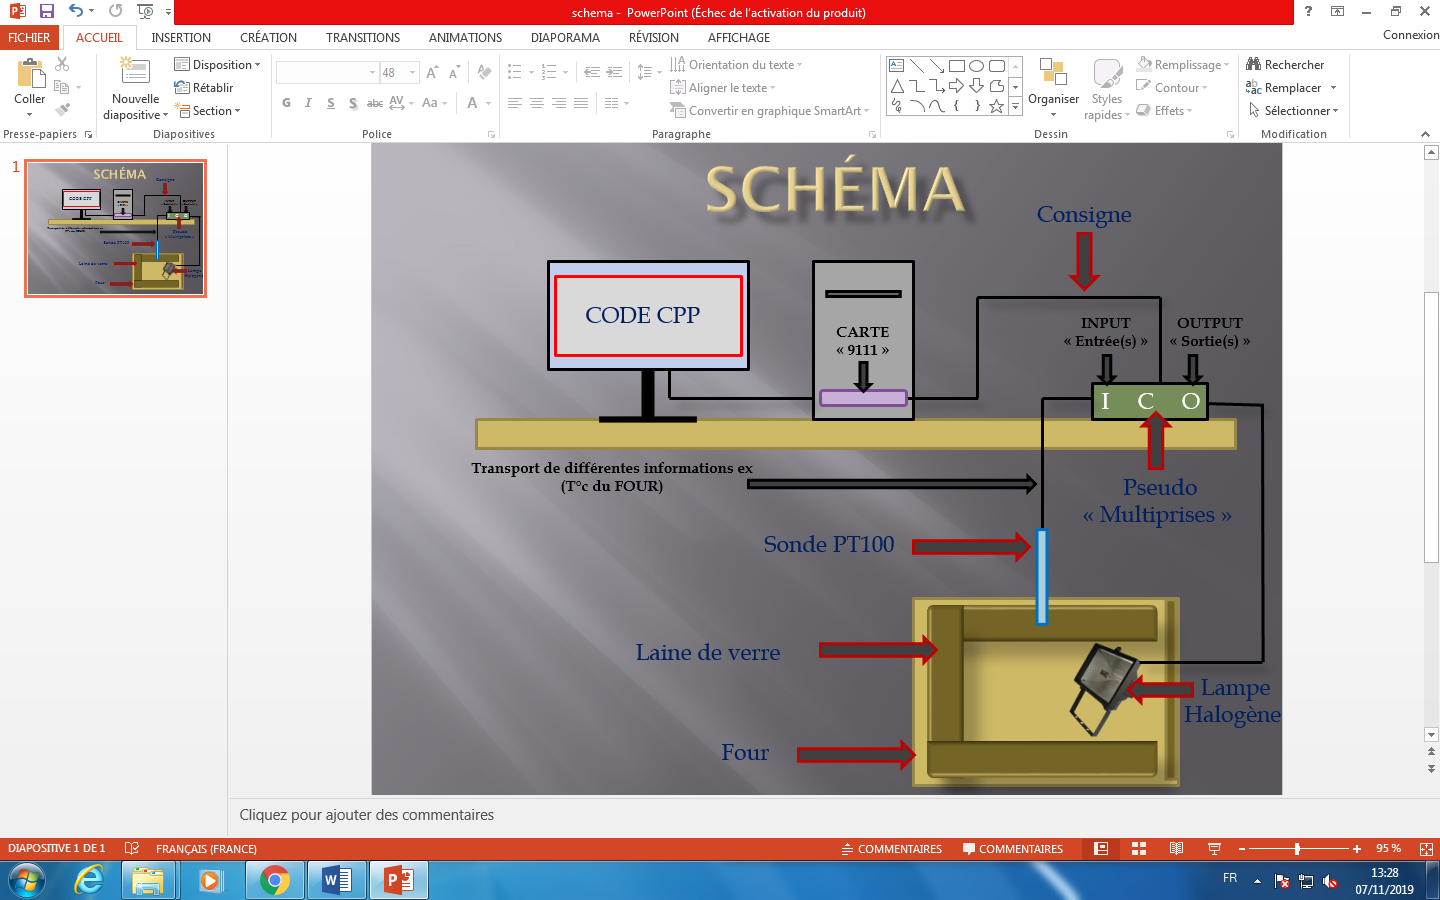 schema - PowerPoint (Échec de l'activation du produit)
FICHIER ACCUEIL INSERTION CRÉATION TRANSITIONS ANIMATIONS DIAPORAMA RÉVISION AFFICHAGE Connexion
Coller
Presse-papiers
Nouvelle
diapositive
Disposition
Rétablir
Section
Diapositives
48
G I S S abc AV Aa A
Police
Orientation du texte
Aligner le texte
Convertir en graphique SmartArt
Paragraphe
Organiser
Styles
rapides
Remplissage
Contour
Effets
Dessin
Rechercher
Remplacer
Sélectionner
Modification
1
SCHÉMA
Consigne
CODE CPP
CARTE
« 9111 »
INPUT
« Entrée(s) »
OUTPUT
« Sortie(s) »
I C O
Transport de différentes informations ex
(T°c du FOUR)
Pseudo
« Multiprises »
Sonde PT100
Laine de verre
Lampe
Halogène
Four
Cliquez pour ajouter des commentaires
DIAPOSITIVE 1 DE 1 FRANÇAIS (FRANCE) COMMENTAIRES COMMENTAIRES 95 %
FR
13:28
07/11/2019